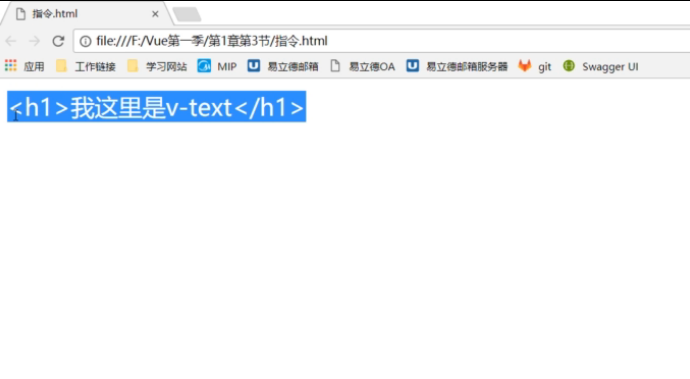 指令.html
file:///F:/Vue第一季/第1章第3节/指令.html
应用 工作链接 学习网站 MIP 易立德邮箱 易立德OA 易立德邮箱服务器 git Swagger UI
<h1>我这里是v-text</h1>